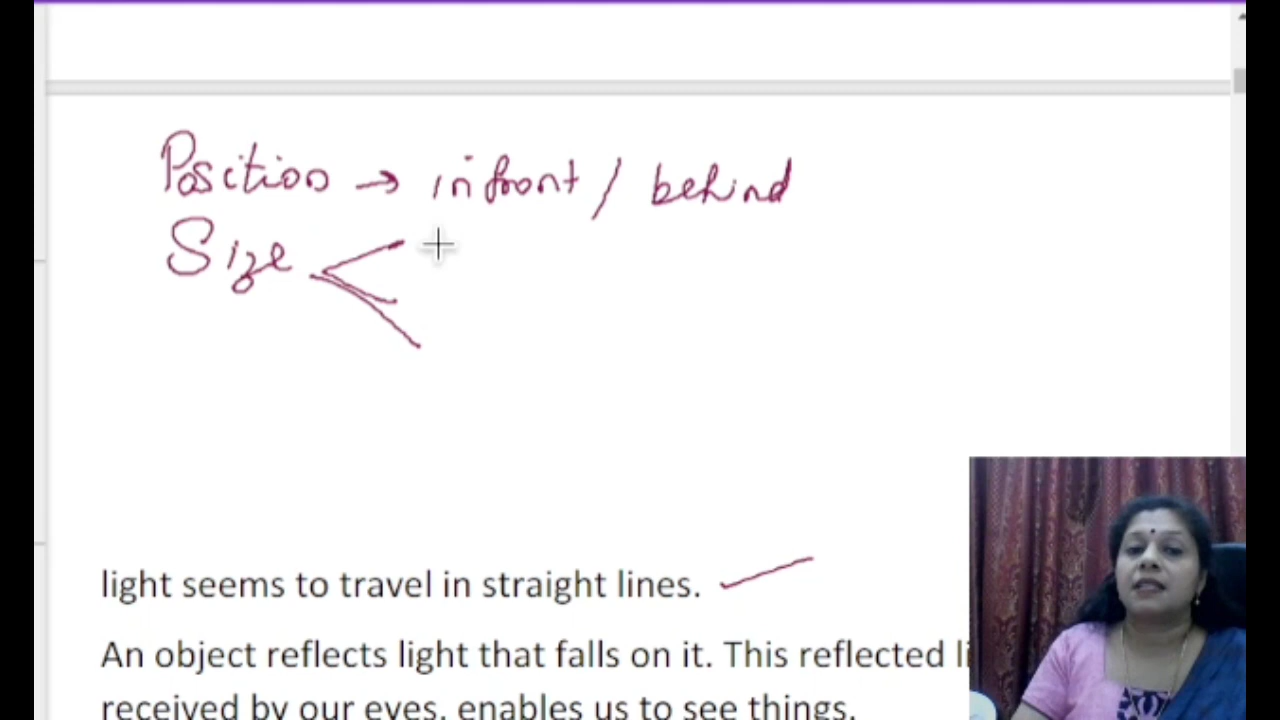 Position → infront / behind
Size
light seems to travel in straight lines.
An object reflects light that falls on it. This reflected
received by our eyes, enables us to see things.